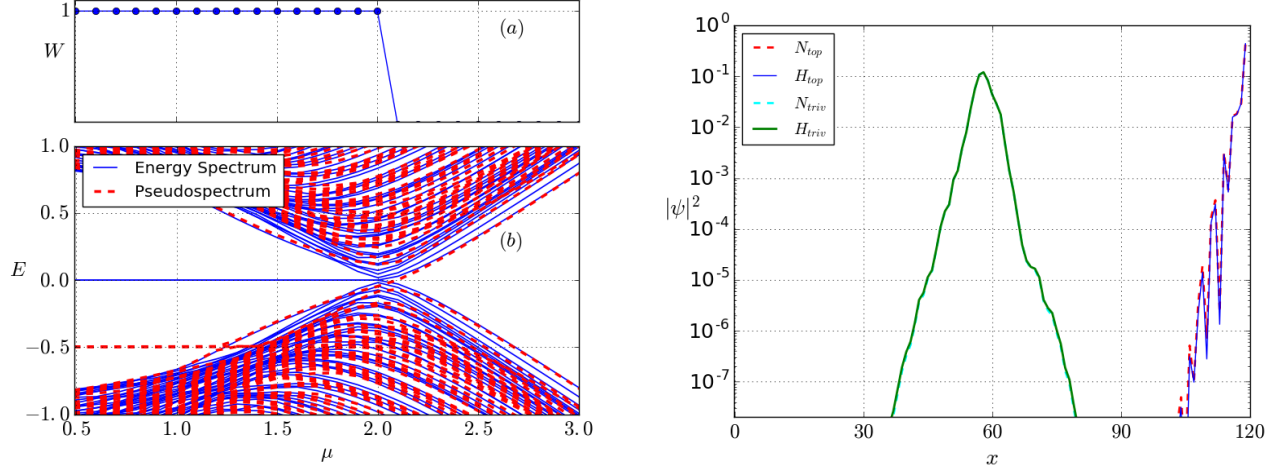 1
W
(a)
1.0
0.5
0.0
−0.5
−1.0
E
Energy Spectrum
Pseudospectrum
(b)
0.5 1.0 1.5 2.0 2.5 3.0
μ
10^0
10^-1
10^-2
10^-3
10^-4
10^-5
10^-6
10^-7
|ψ|^2
N_top
H_top
N_triv
H_triv
0 30 60 90 120
x